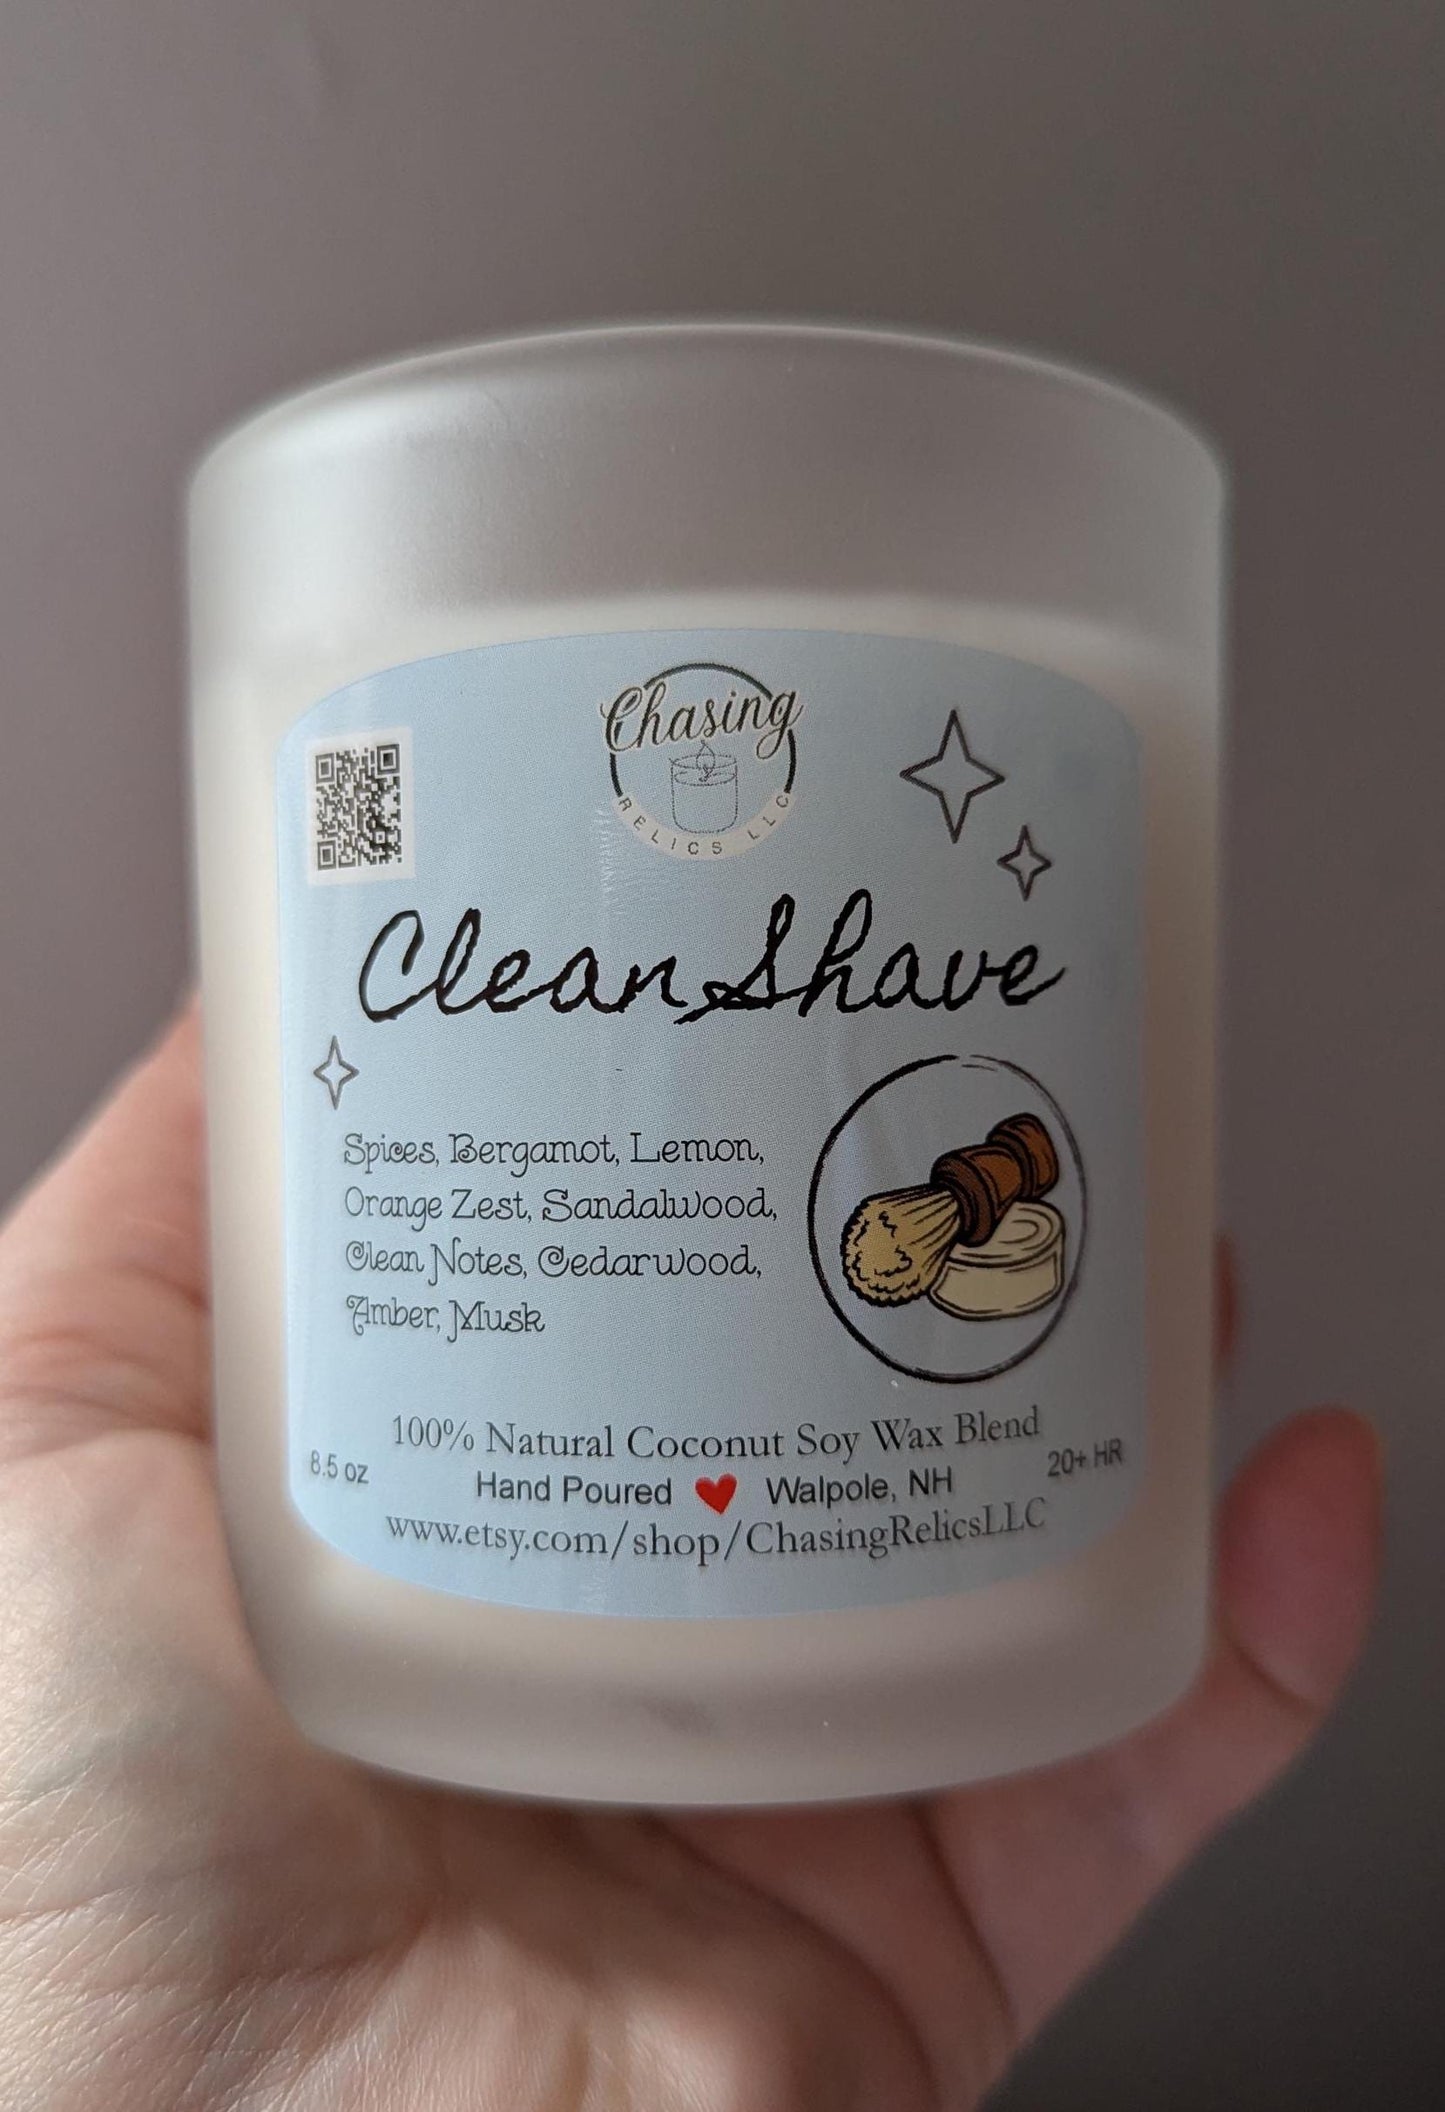 Chasing
RELICS LLC
Clean Shave
Spices, Bergamot, Lemon,
Orange Zest, Sandalwood,
Clean Notes, Cedarwood,
Amber, Musk
100% Natural Coconut Soy Wax Blend
8.5 oz
Hand Poured ❤ Walpole, NH
20+ HR
www.etsy.com/shop/ChasingRelicsLLC